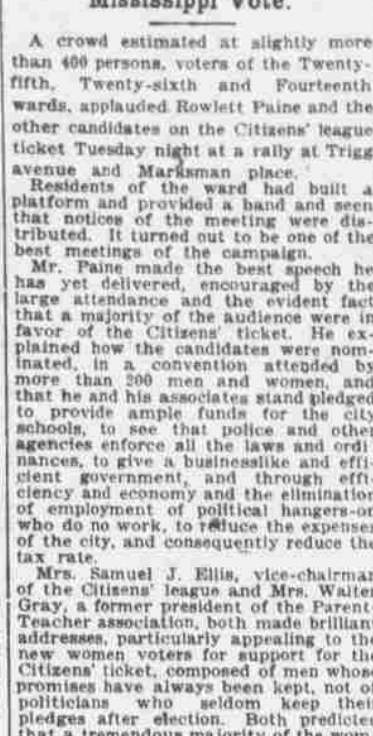 Mississippi Vote.
A crowd estimated at slightly more
than 400 persons, voters of the Twenty-
fifth, Twenty-sixth and Fourteenth
wards, applauded Rowlett Paine and the
other candidates on the Citizens' league
ticket Tuesday night at a rally at Trigg
avenue and Marksman place.
Residents of the ward had built a
platform and provided a band and seen
that notices of the meeting were dis-
tributed. It turned out to be one of the
best meetings of the campaign.
Mr. Paine made the best speech he
has yet delivered, encouraged by the
large attendance and the evident fact
that a majority of the audience were in
favor of the Citizens' ticket. He ex-
plained how the candidates were nom-
inated, in a convention attended by
more than 200 men and women, and
that he and his associates stand pledged
to provide ample funds for the city
schools, to see that police and other
agencies enforce all the laws and ordi
nances, to give a businesslike and effi-
cient government, and through effi-
ciency and economy and the elimination
of employment of political hangers-on
who do no work, to reduce the expenses
of the city, and consequently reduce the
tax rate.
Mrs. Samuel J. Ellis, vice-chairman
of the Citizens' league and Mrs. Walter
Gray, a former president of the Parent-
Teacher association, both made brilliant
addresses, particularly appealing to the
new women voters for support for the
Citizens' ticket, composed of men whose
promises have always been kept, not of
politicians who seldom keep their
pledges after election. Both predicted
that a tremendous majority of the wom-